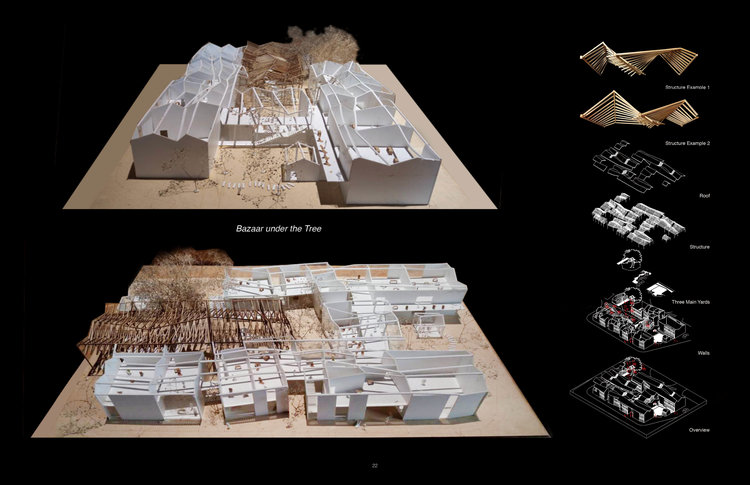 Bazaar under the Tree
Structure Example 1
Structure Example 2
Roof
Structure
Three Main Yards
Walls
Overview
22